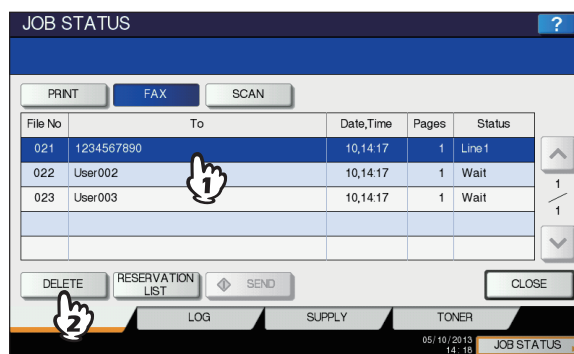 JOB STATUS ?
PRINT FAX SCAN
File No To Date,Time Pages Status
021 1234567890 10,14:17 1 Line1
022 User002 10,14:17 1 Wait
023 User003 10,14:17 1 Wait
1
1
1
DELETE RESERVATION LIST SEND CLOSE
2
LOG SUPPLY TONER
05/10/2013
14:18 JOB STATUS